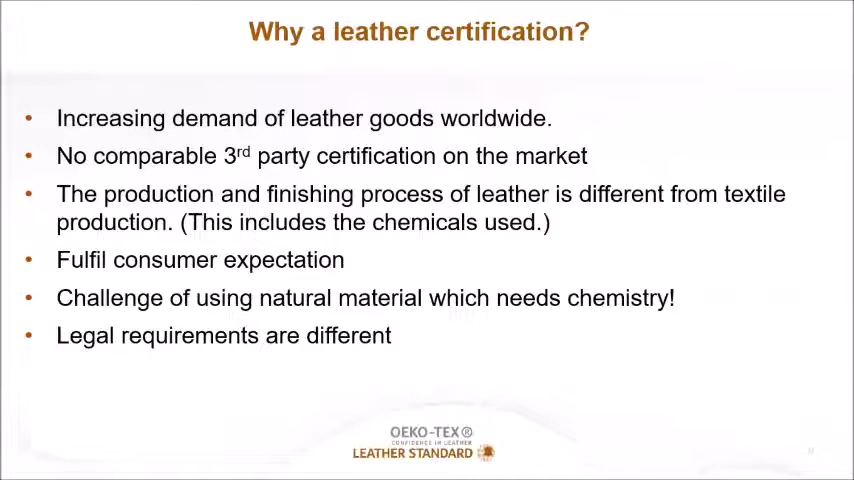 Why a leather certification?
• Increasing demand of leather goods worldwide.
• No comparable 3rd party certification on the market
• The production and finishing process of leather is different from textile
production. (This includes the chemicals used.)
• Fulfil consumer expectation
• Challenge of using natural material which needs chemistry!
• Legal requirements are different
OEKO-TEX®
CONFIDENCE IN LEATHER
LEATHER STANDARD